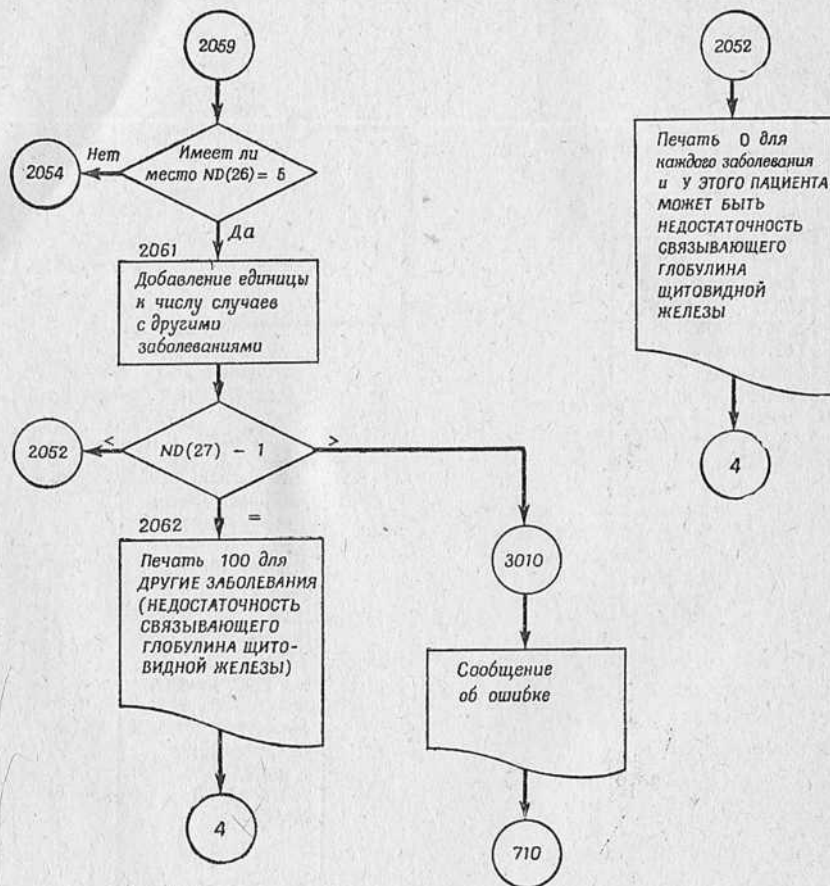 2059
2054
Нет
Имеет ли
место ND(26) = 5
Да
2061
Добавление единицы
к числу случаев
с другими
заболеваниями
2052
<
ND(27) - 1
>
=
2062
Печать 100 для
ДРУГИЕ ЗАБОЛЕВАНИЯ
(НЕДОСТАТОЧНОСТЬ
СВЯЗЫВАЮЩЕГО
ГЛОБУЛИНА ЩИТО-
ВИДНОЙ ЖЕЛЕЗЫ)
4
3010
Сообщение
об ошибке
710
2052
Печать 0 для
каждого заболевания
и У ЭТОГО ПАЦИЕНТА
МОЖЕТ БЫТЬ
НЕДОСТАТОЧНОСТЬ
СВЯЗЫВАЮЩЕГО
ГЛОБУЛИНА
ЩИТОВИДНОЙ
ЖЕЛЕЗЫ
4